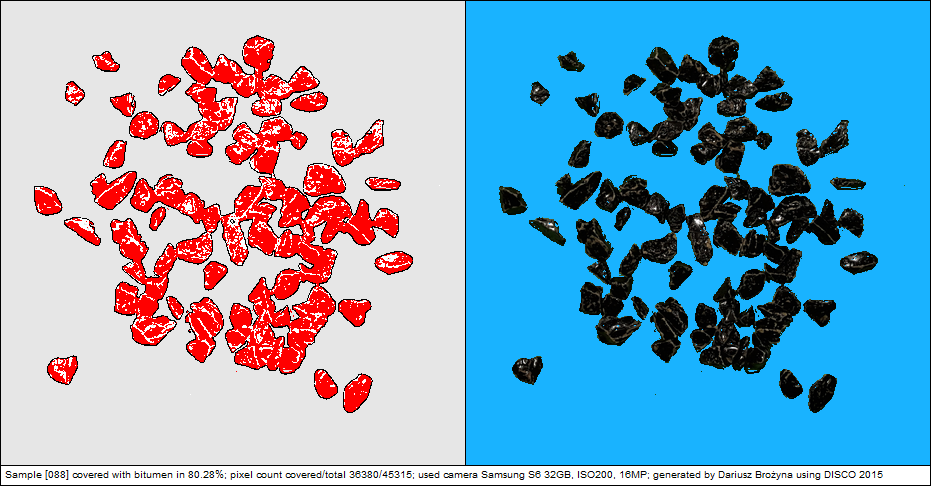 Sample [088] covered with bitumen in 80.28%; pixel count covered/total 36380/45315; used camera Samsung S6 32GB, ISO200, 16MP; generated by Dariusz Brożyna using DISCO 2015